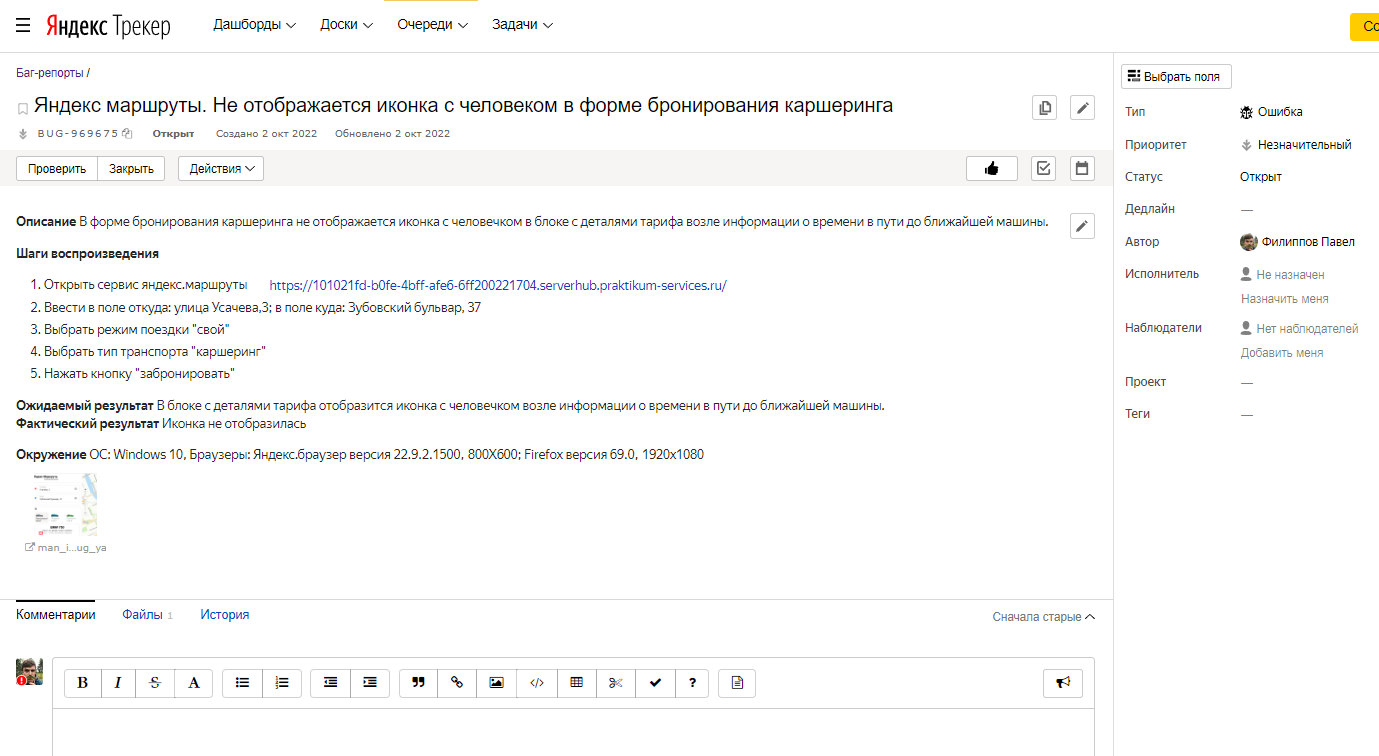 Яндекс Трекер Дашборды Доски Очереди Задачи Со
Баг-репорты /
Яндекс маршруты. Не отображается иконка с человеком в форме бронирования каршеринга
BUG-969675 Открыт Создано 2 окт 2022 Обновлено 2 окт 2022
Проверить Закрыть Действия
Описание В форме бронирования каршеринга не отображается иконка с человечком в блоке с деталями тарифа возле информации о времени в пути до ближайшей машины.
Шаги воспроизведения
1. Открыть сервис яндекс.маршруты https://101021fd-b0fe-4bff-afe6-6ff200221704.serverhub.praktikum-services.ru/
2. Ввести в поле откуда: улица Усачева,3; в поле куда: Зубовский бульвар, 37
3. Выбрать режим поездки "свой"
4. Выбрать тип транспорта "каршеринг"
5. Нажать кнопку "забронировать"
Ожидаемый результат В блоке с деталями тарифа отобразится иконка с человечком возле информации о времени в пути до ближайшей машины.
Фактический результат Иконка не отобразилась
Окружение ОС: Windows 10, Браузеры: Яндекс.браузер версия 22.9.2.1500, 800X600; Firefox версия 69.0, 1920x1080
man_i...ug_ya
Комментарии Файлы 1 История Сначала старые
B I S A ?
Выбрать поля
Тип Ошибка
Приоритет Незначительный
Статус Открыт
Дедлайн —
Автор Филиппов Павел
Исполнитель Не назначен
Назначить меня
Наблюдатели Нет наблюдателей
Добавить меня
Проект —
Теги —